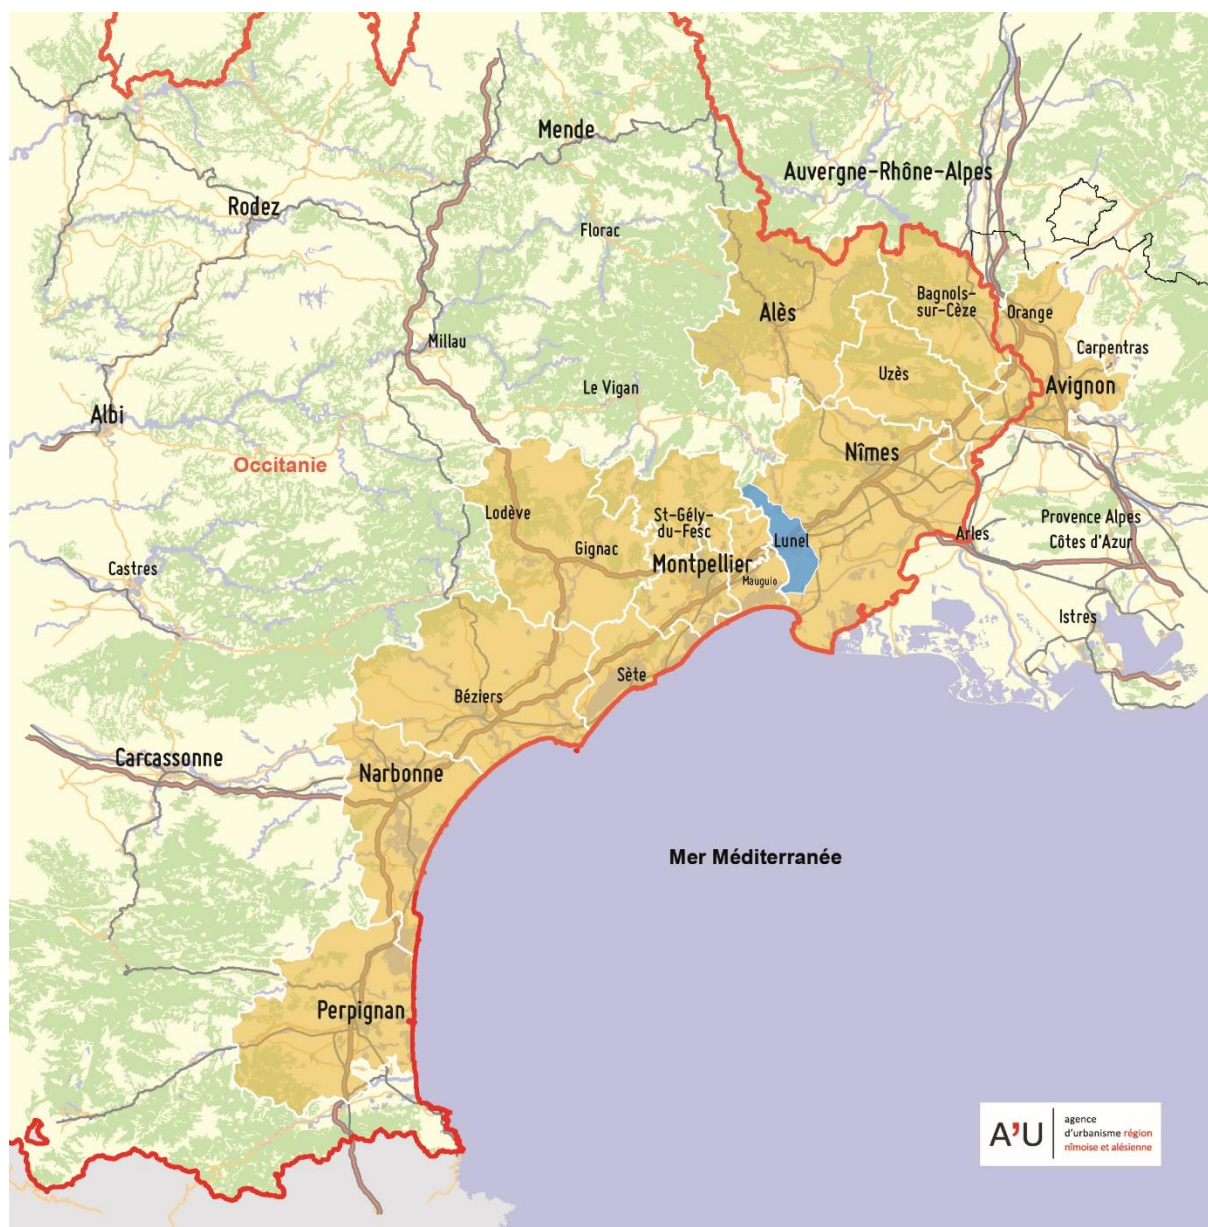 Mende
Auvergne-Rhône-Alpes
Rodez
Florac
Bagnols-
sur-Cèze
Orange
Alès
Millau
Carpentras
Uzès
Le Vigan
Avignon
Albi
Nîmes
Occitanie
Lodève
St-Gély-
du-Fesc
Provence Alpes
Côtes d'Azur
Gignac
Lunel
Arles
Montpellier
Castres
Mauguio
Istres
Sète
Béziers
Carcassonne
Narbonne
Mer Méditerranée
Perpignan
A'U
agence
d'urbanisme région
nîmoise et alésienne